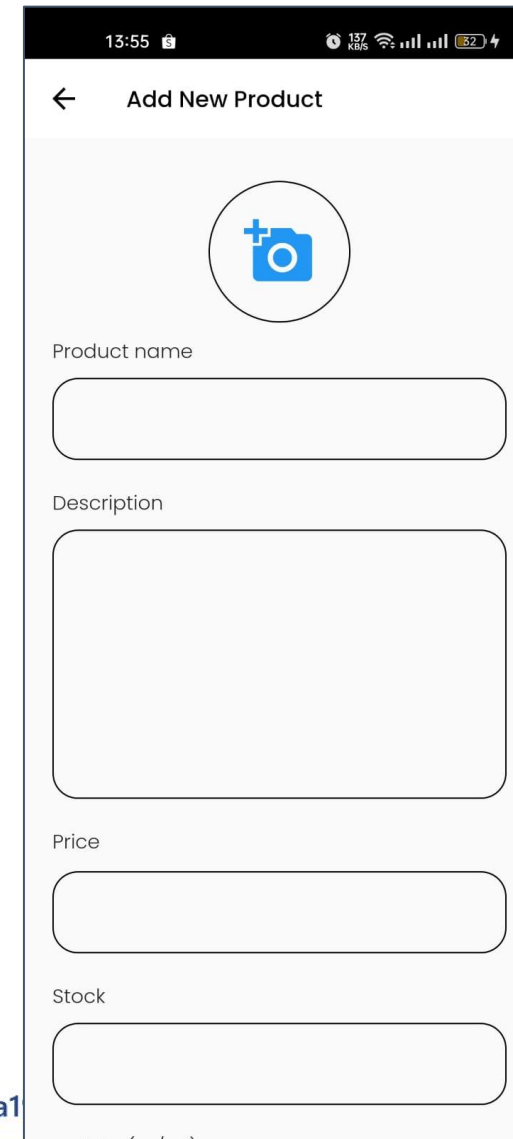 13:55
137
KB/S
32
Add New Product
Product name
Description
Price
Stock